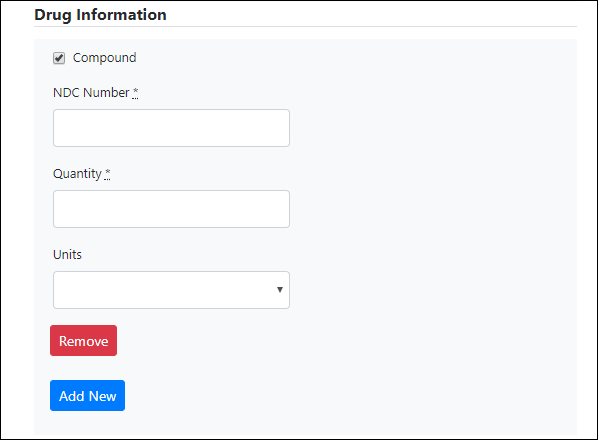 Drug Information
Compound
NDC Number *
Quantity *
Units
Remove
Add New